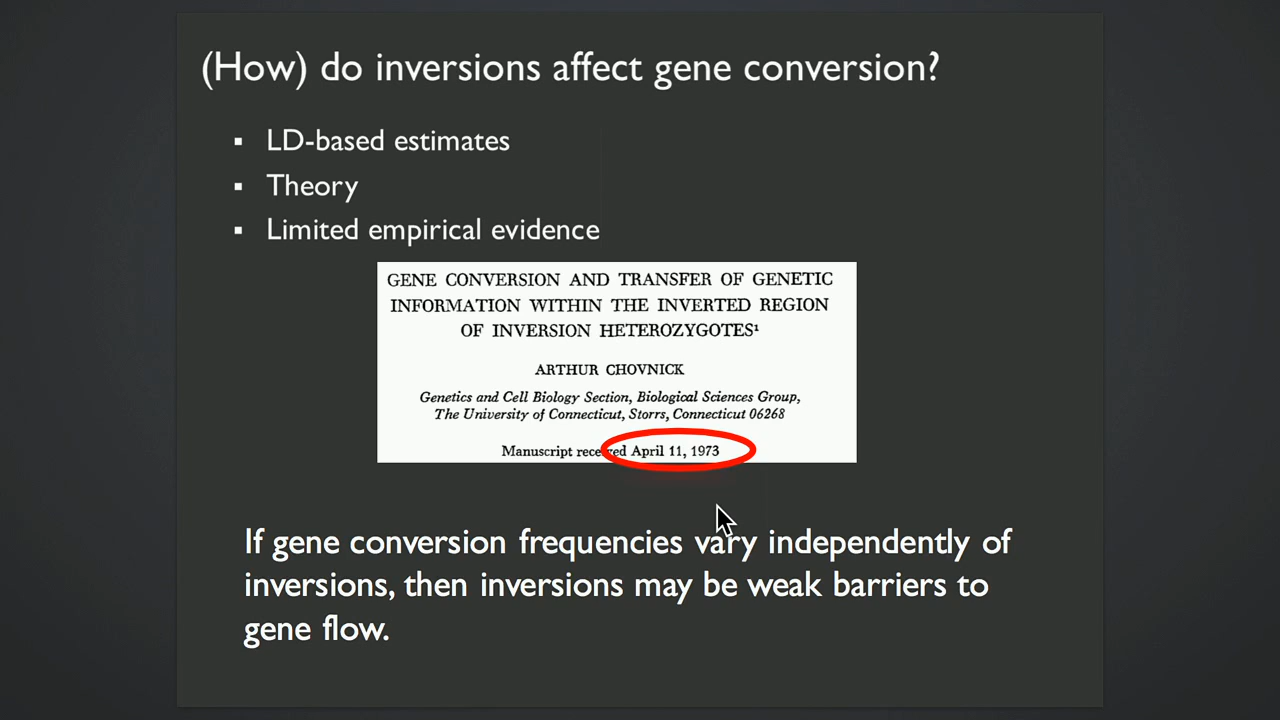 (How) do inversions affect gene conversion?
▪ LD-based estimates
▪ Theory
▪ Limited empirical evidence
GENE CONVERSION AND TRANSFER OF GENETIC
INFORMATION WITHIN THE INVERTED REGION
OF INVERSION HETEROZYGOTES¹
ARTHUR CHOVNICK
Genetics and Cell Biology Section, Biological Sciences Group,
The University of Connecticut, Storrs, Connecticut 06268
Manuscript received April 11, 1973
If gene conversion frequencies vary independently of
inversions, then inversions may be weak barriers to
gene flow.